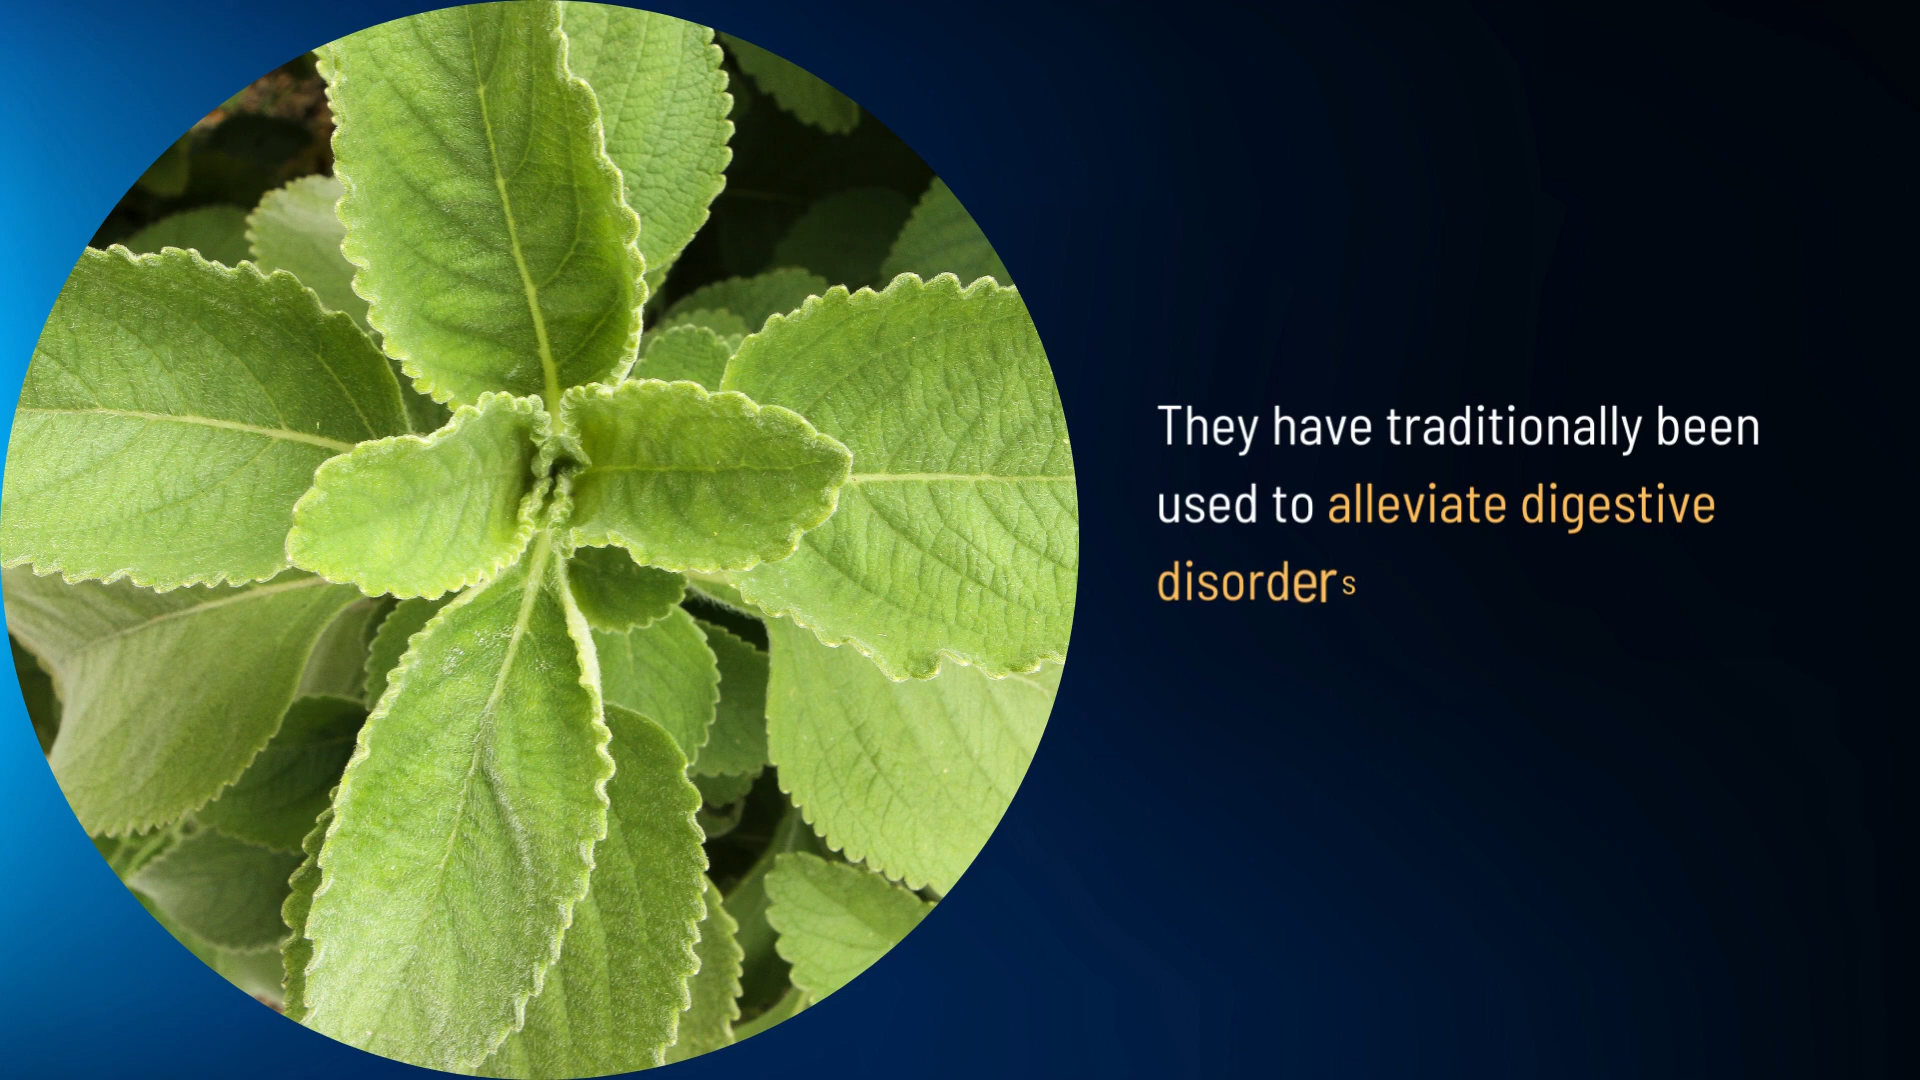 They have traditionally been
used to alleviate digestive
disorders